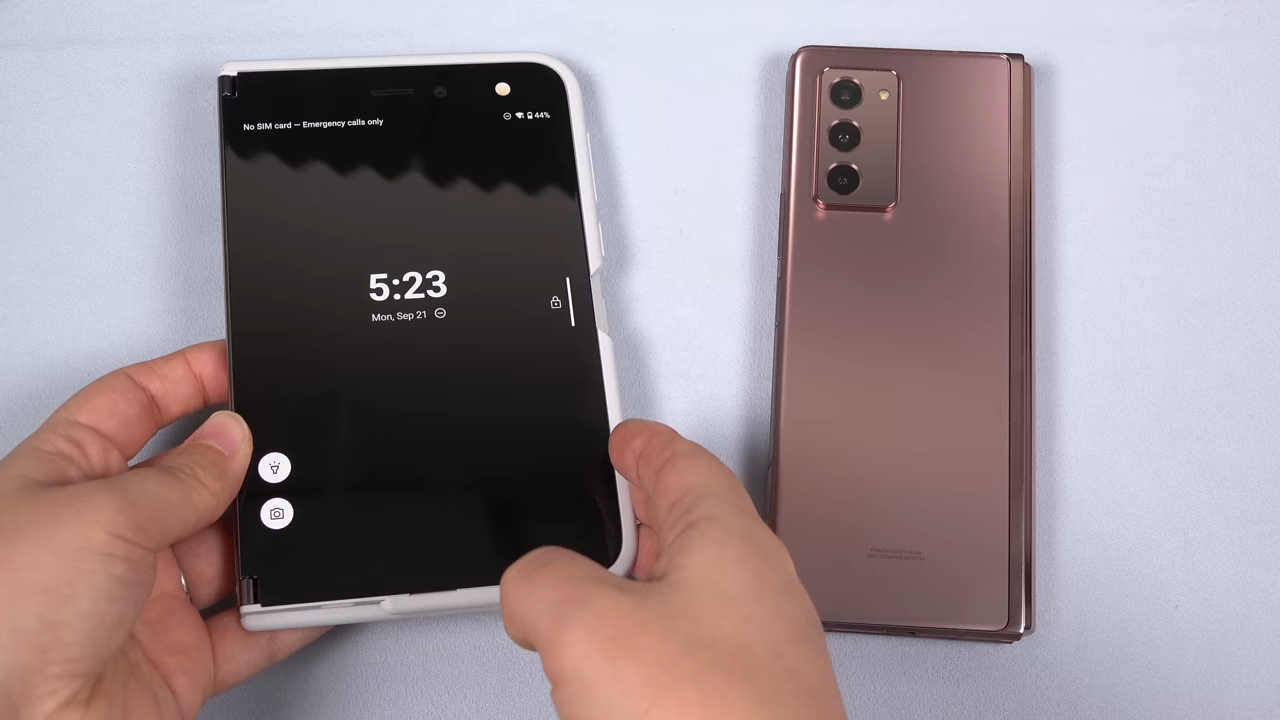 No SIM card — Emergency calls only
44%
5:23
Mon, Sep 21